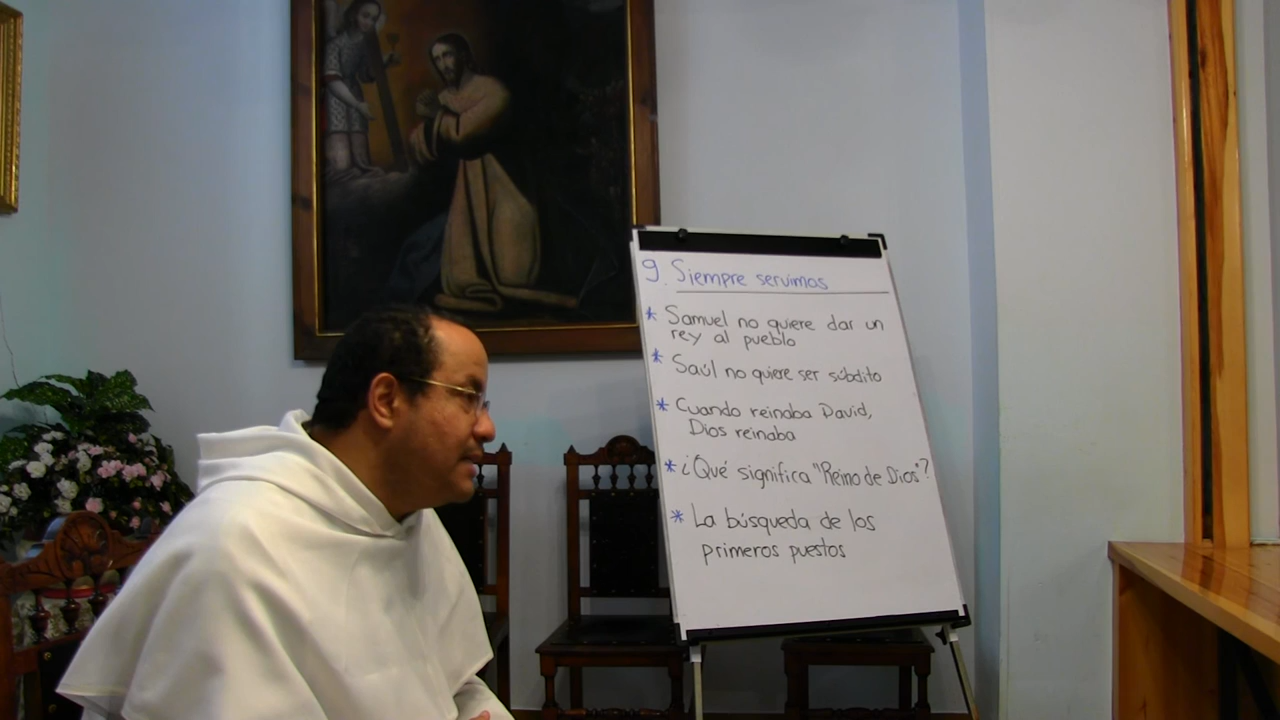 9. Siempre servimos
* Samuel no quiere dar un
rey al pueblo
* Saúl no quiere ser súbdito
* Cuando reinaba David,
Dios reinaba
* ¿Qué significa "Reino de Dios"?
* La búsqueda de los
primeros puestos